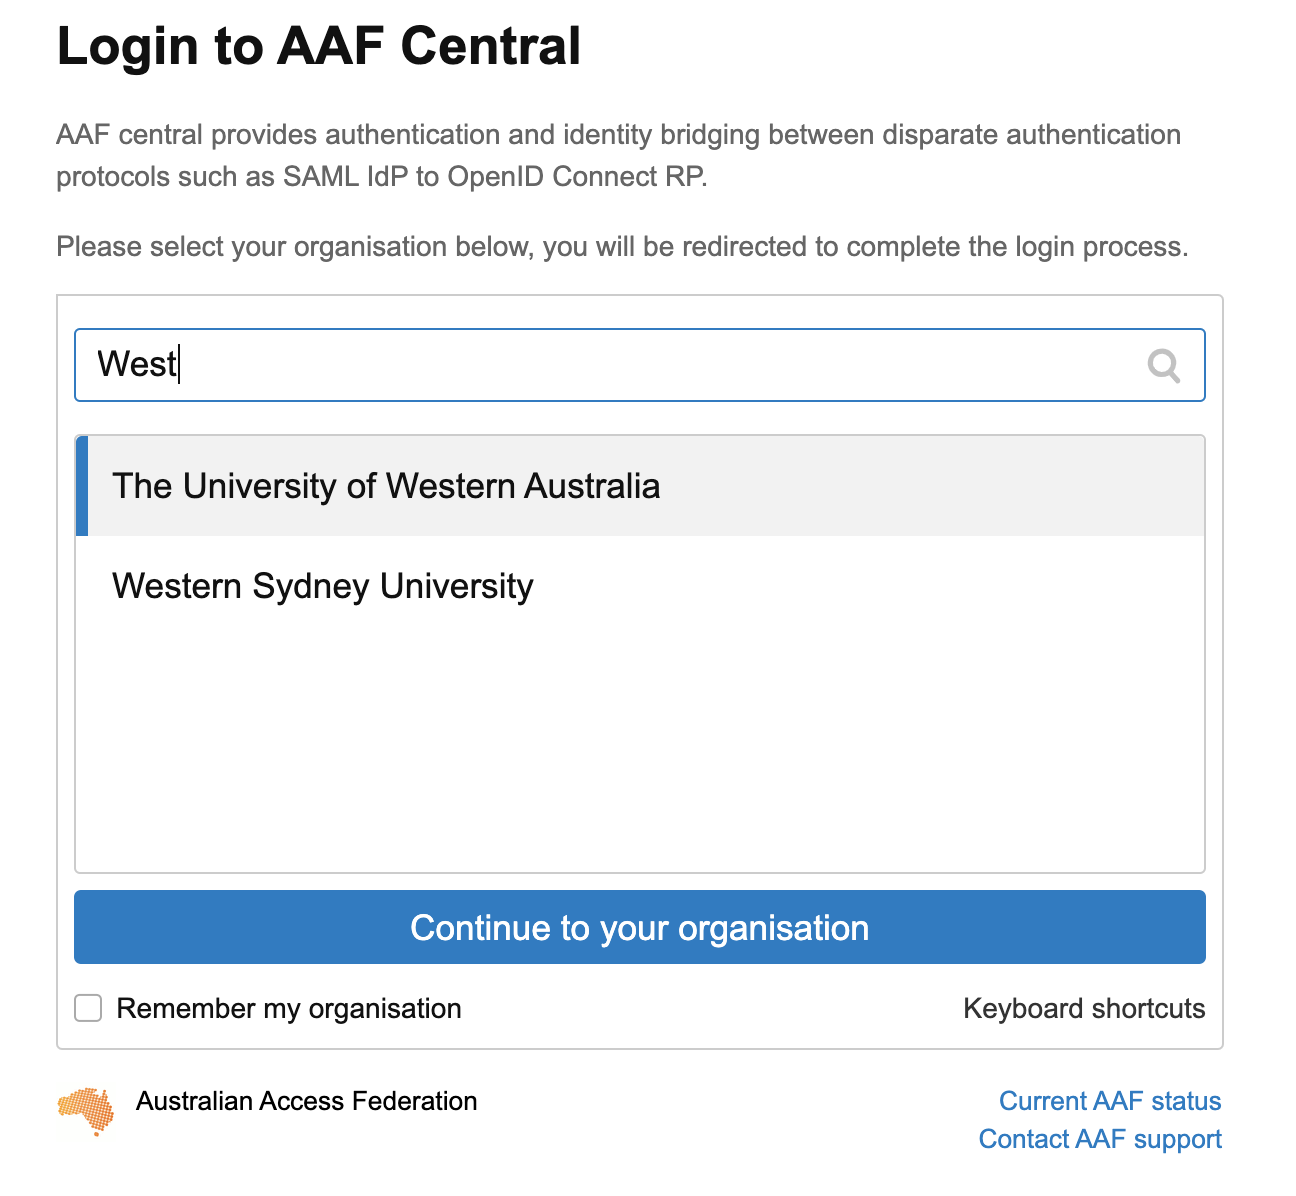 Login to AAF Central
AAF central provides authentication and identity bridging between disparate authentication
protocols such as SAML IdP to OpenID Connect RP.
Please select your organisation below, you will be redirected to complete the login process.
West
The University of Western Australia
Western Sydney University
Continue to your organisation
Remember my organisation
Keyboard shortcuts
Australian Access Federation
Current AAF status
Contact AAF support